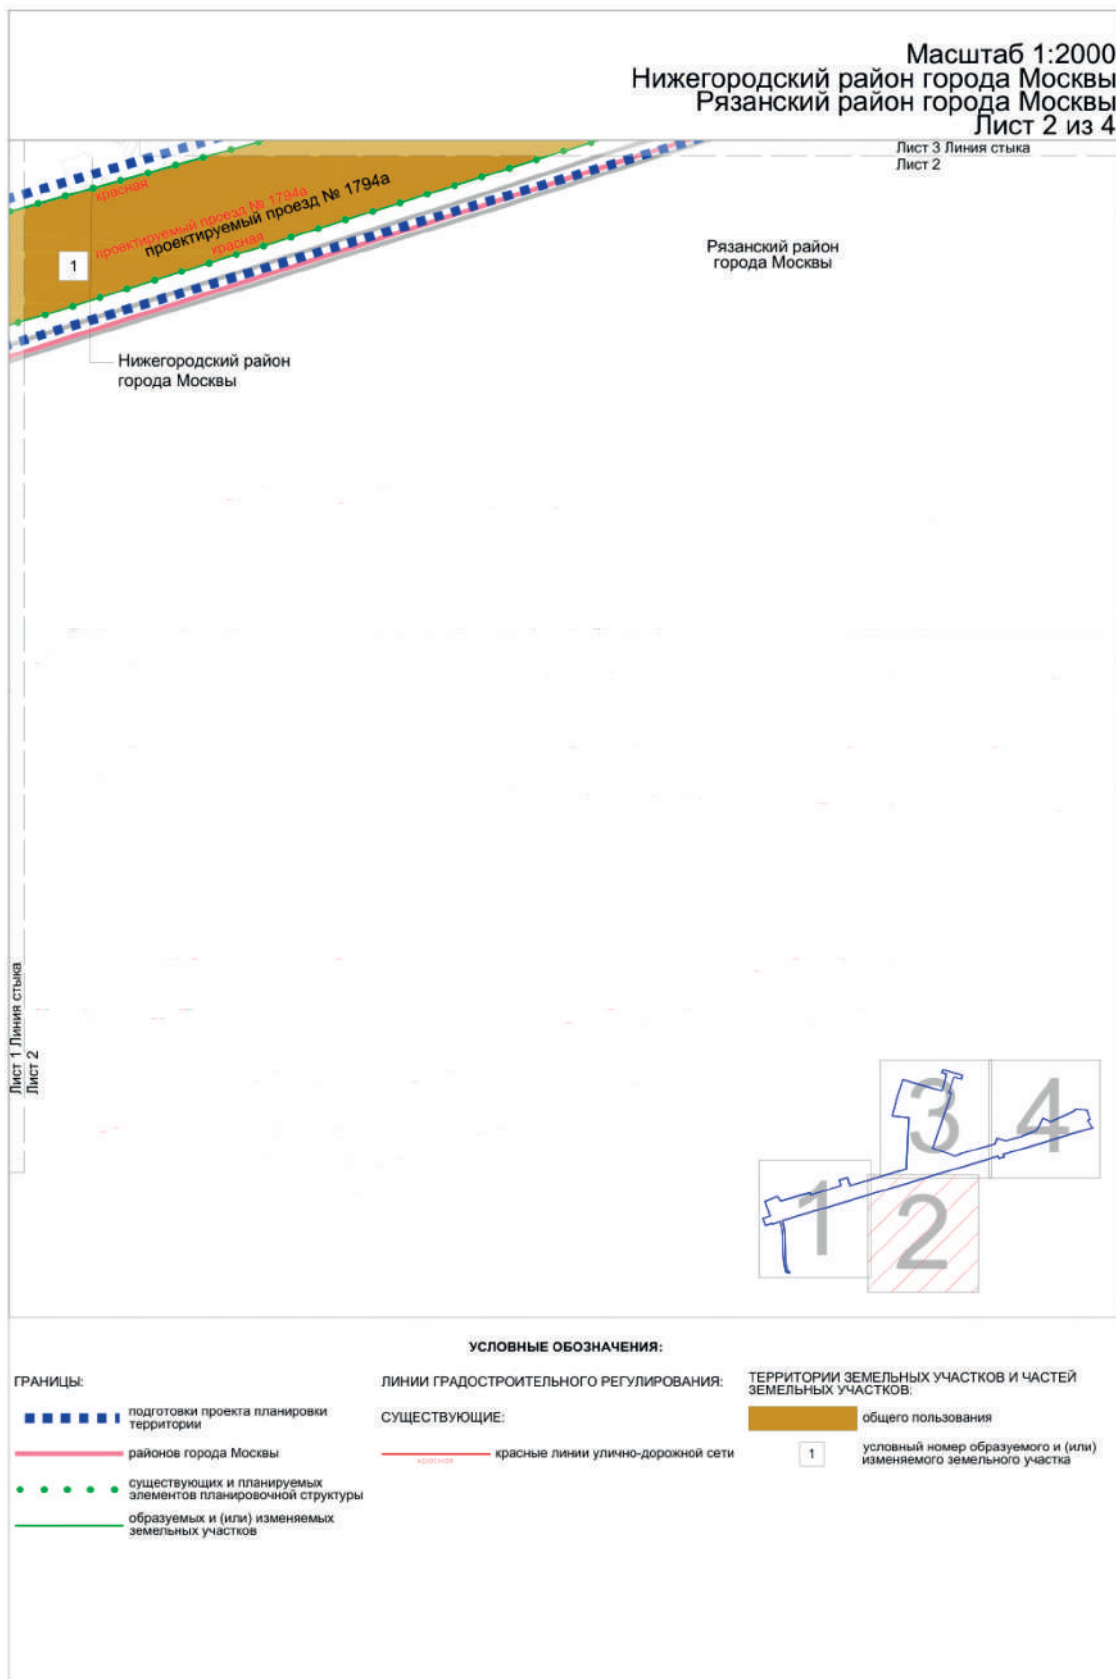 Масштаб 1:2000
Нижегородский район города Москвы
Рязанский район города Москвы
Лист 2 из 4
Лист 3 Линия стыка
Лист 2
красная
проектируемый проезд № 1794а
проектируемый проезд № 1794а
красная
1
Рязанский район
города Москвы
Нижегородский район
города Москвы
Лист 1 Линия стыка
Лист 2
3
4
1
2
УСЛОВНЫЕ ОБОЗНАЧЕНИЯ:
ГРАНИЦЫ:
подготовки проекта планировки
территории
районов города Москвы
существующих и планируемых
элементов планировочной структуры
образуемых и (или) изменяемых
земельных участков
ЛИНИИ ГРАДОСТРОИТЕЛЬНОГО РЕГУЛИРОВАНИЯ:
СУЩЕСТВУЮЩИЕ:
красная
красные линии улично-дорожной сети
ТЕРРИТОРИИ ЗЕМЕЛЬНЫХ УЧАСТКОВ И ЧАСТЕЙ
ЗЕМЕЛЬНЫХ УЧАСТКОВ:
общего пользования
1
условный номер образуемого и (или)
изменяемого земельного участка